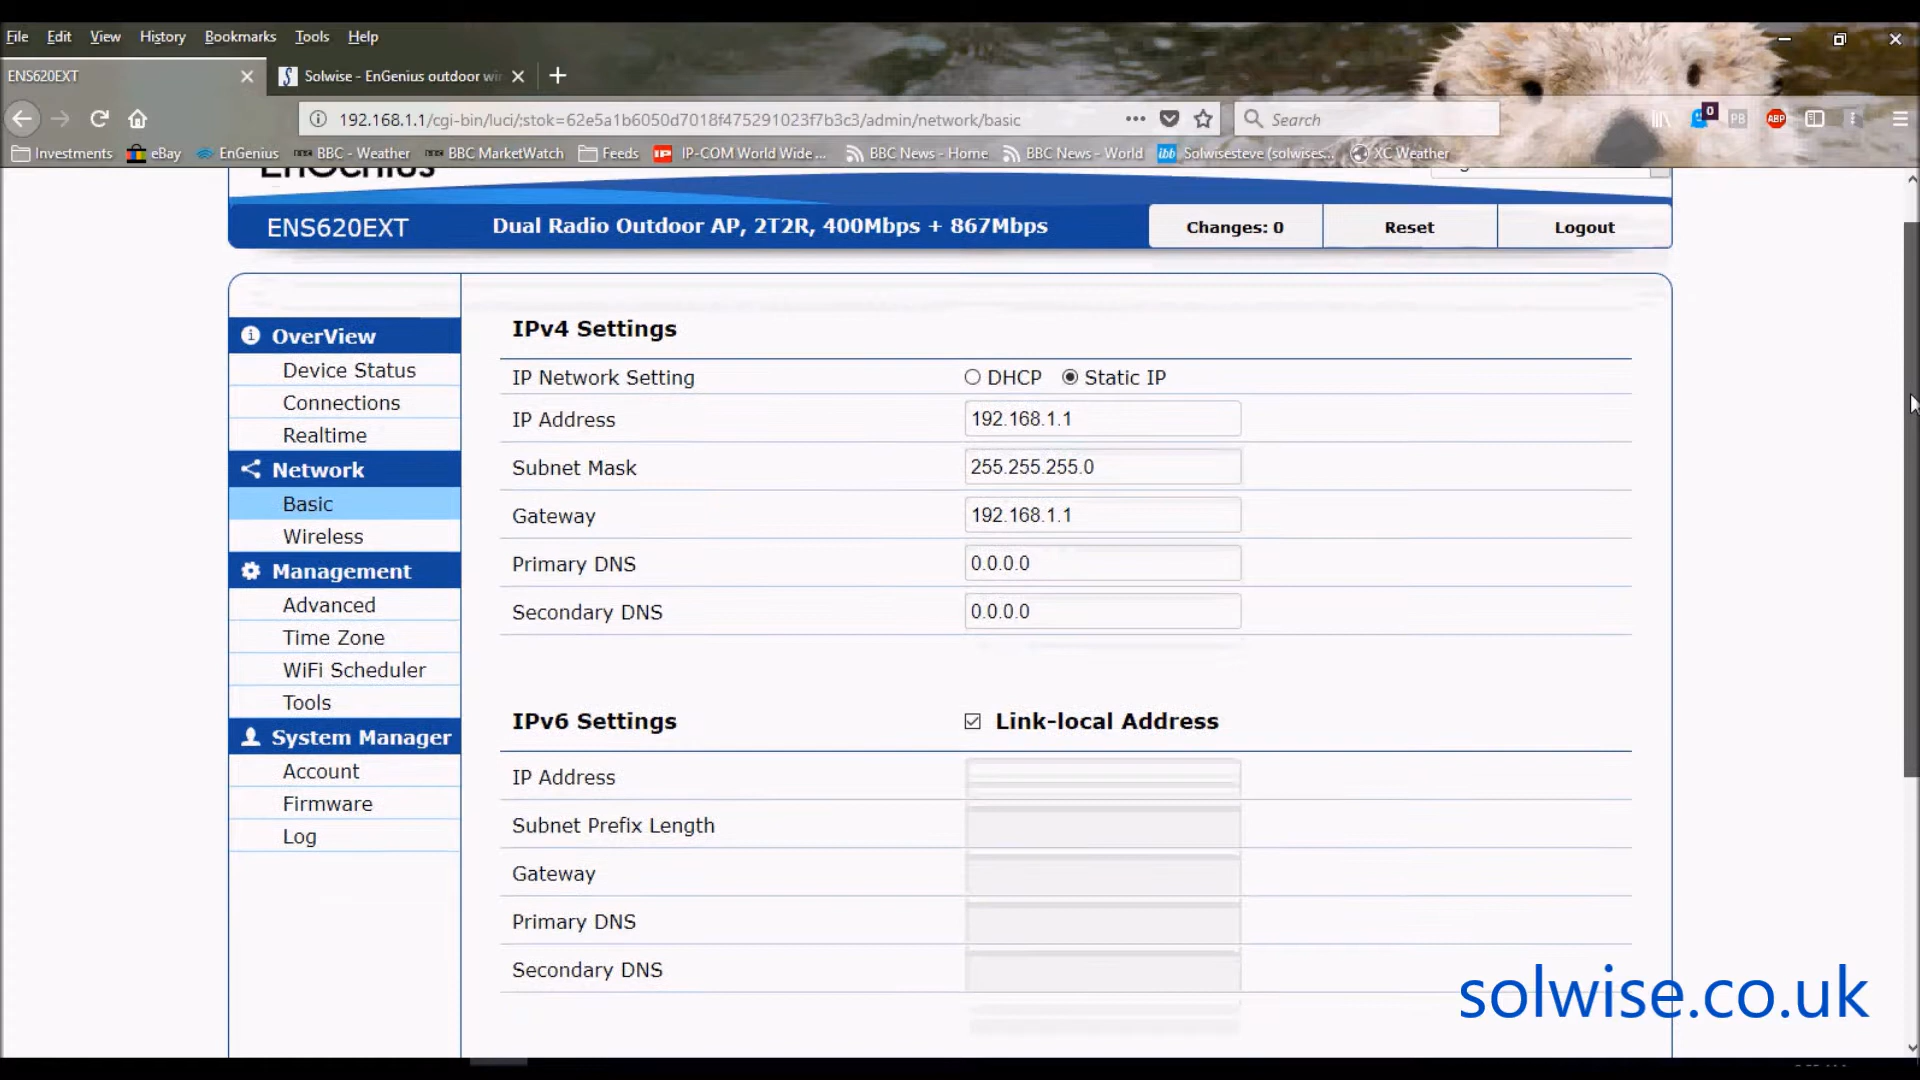 File Edit View History Bookmarks Tools Help
ENS620EXT
Solwise - EnGenius outdoor wir
192.168.1.1/cgi-bin/luci/;stok=62e5a1b6050d7018f475291023f7b3c3/admin/network/basic
Search
0
PB
ABP
Investments eBay EnGenius BBC - Weather BBC MarketWatch Feeds IP-COM World Wide ... BBC News - Home BBC News - World Solwisesteve (solwises... XC Weather
EnGenius
ENS620EXT
Dual Radio Outdoor AP, 2T2R, 400Mbps + 867Mbps
Changes: 0
Reset
Logout
OverView
Device Status
Connections
Realtime
Network
Basic
Wireless
Management
Advanced
Time Zone
WiFi Scheduler
Tools
System Manager
Account
Firmware
Log
IPv4 Settings
IP Network Setting DHCP Static IP
IP Address 192.168.1.1
Subnet Mask 255.255.255.0
Gateway 192.168.1.1
Primary DNS 0.0.0.0
Secondary DNS 0.0.0.0
IPv6 Settings Link-local Address
IP Address
Subnet Prefix Length
Gateway
Primary DNS
Secondary DNS
solwise.co.uk